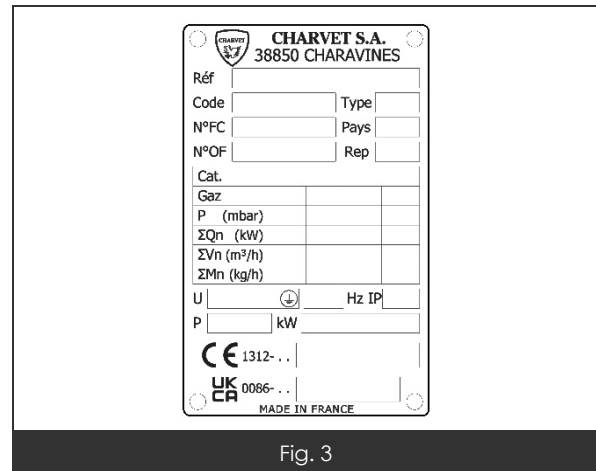 CHARVET
CHARVET S.A.
38850 CHARAVINES
Réf
Code Type
N°FC Pays
N°OF Rep
Cat.
Gaz
P (mbar)
ΣQn (kW)
ΣVn (m³/h)
ΣMn (kg/h)
U Hz IP
P kW
CE 1312- . .
UK CA 0086- . .
MADE IN FRANCE
Fig. 3